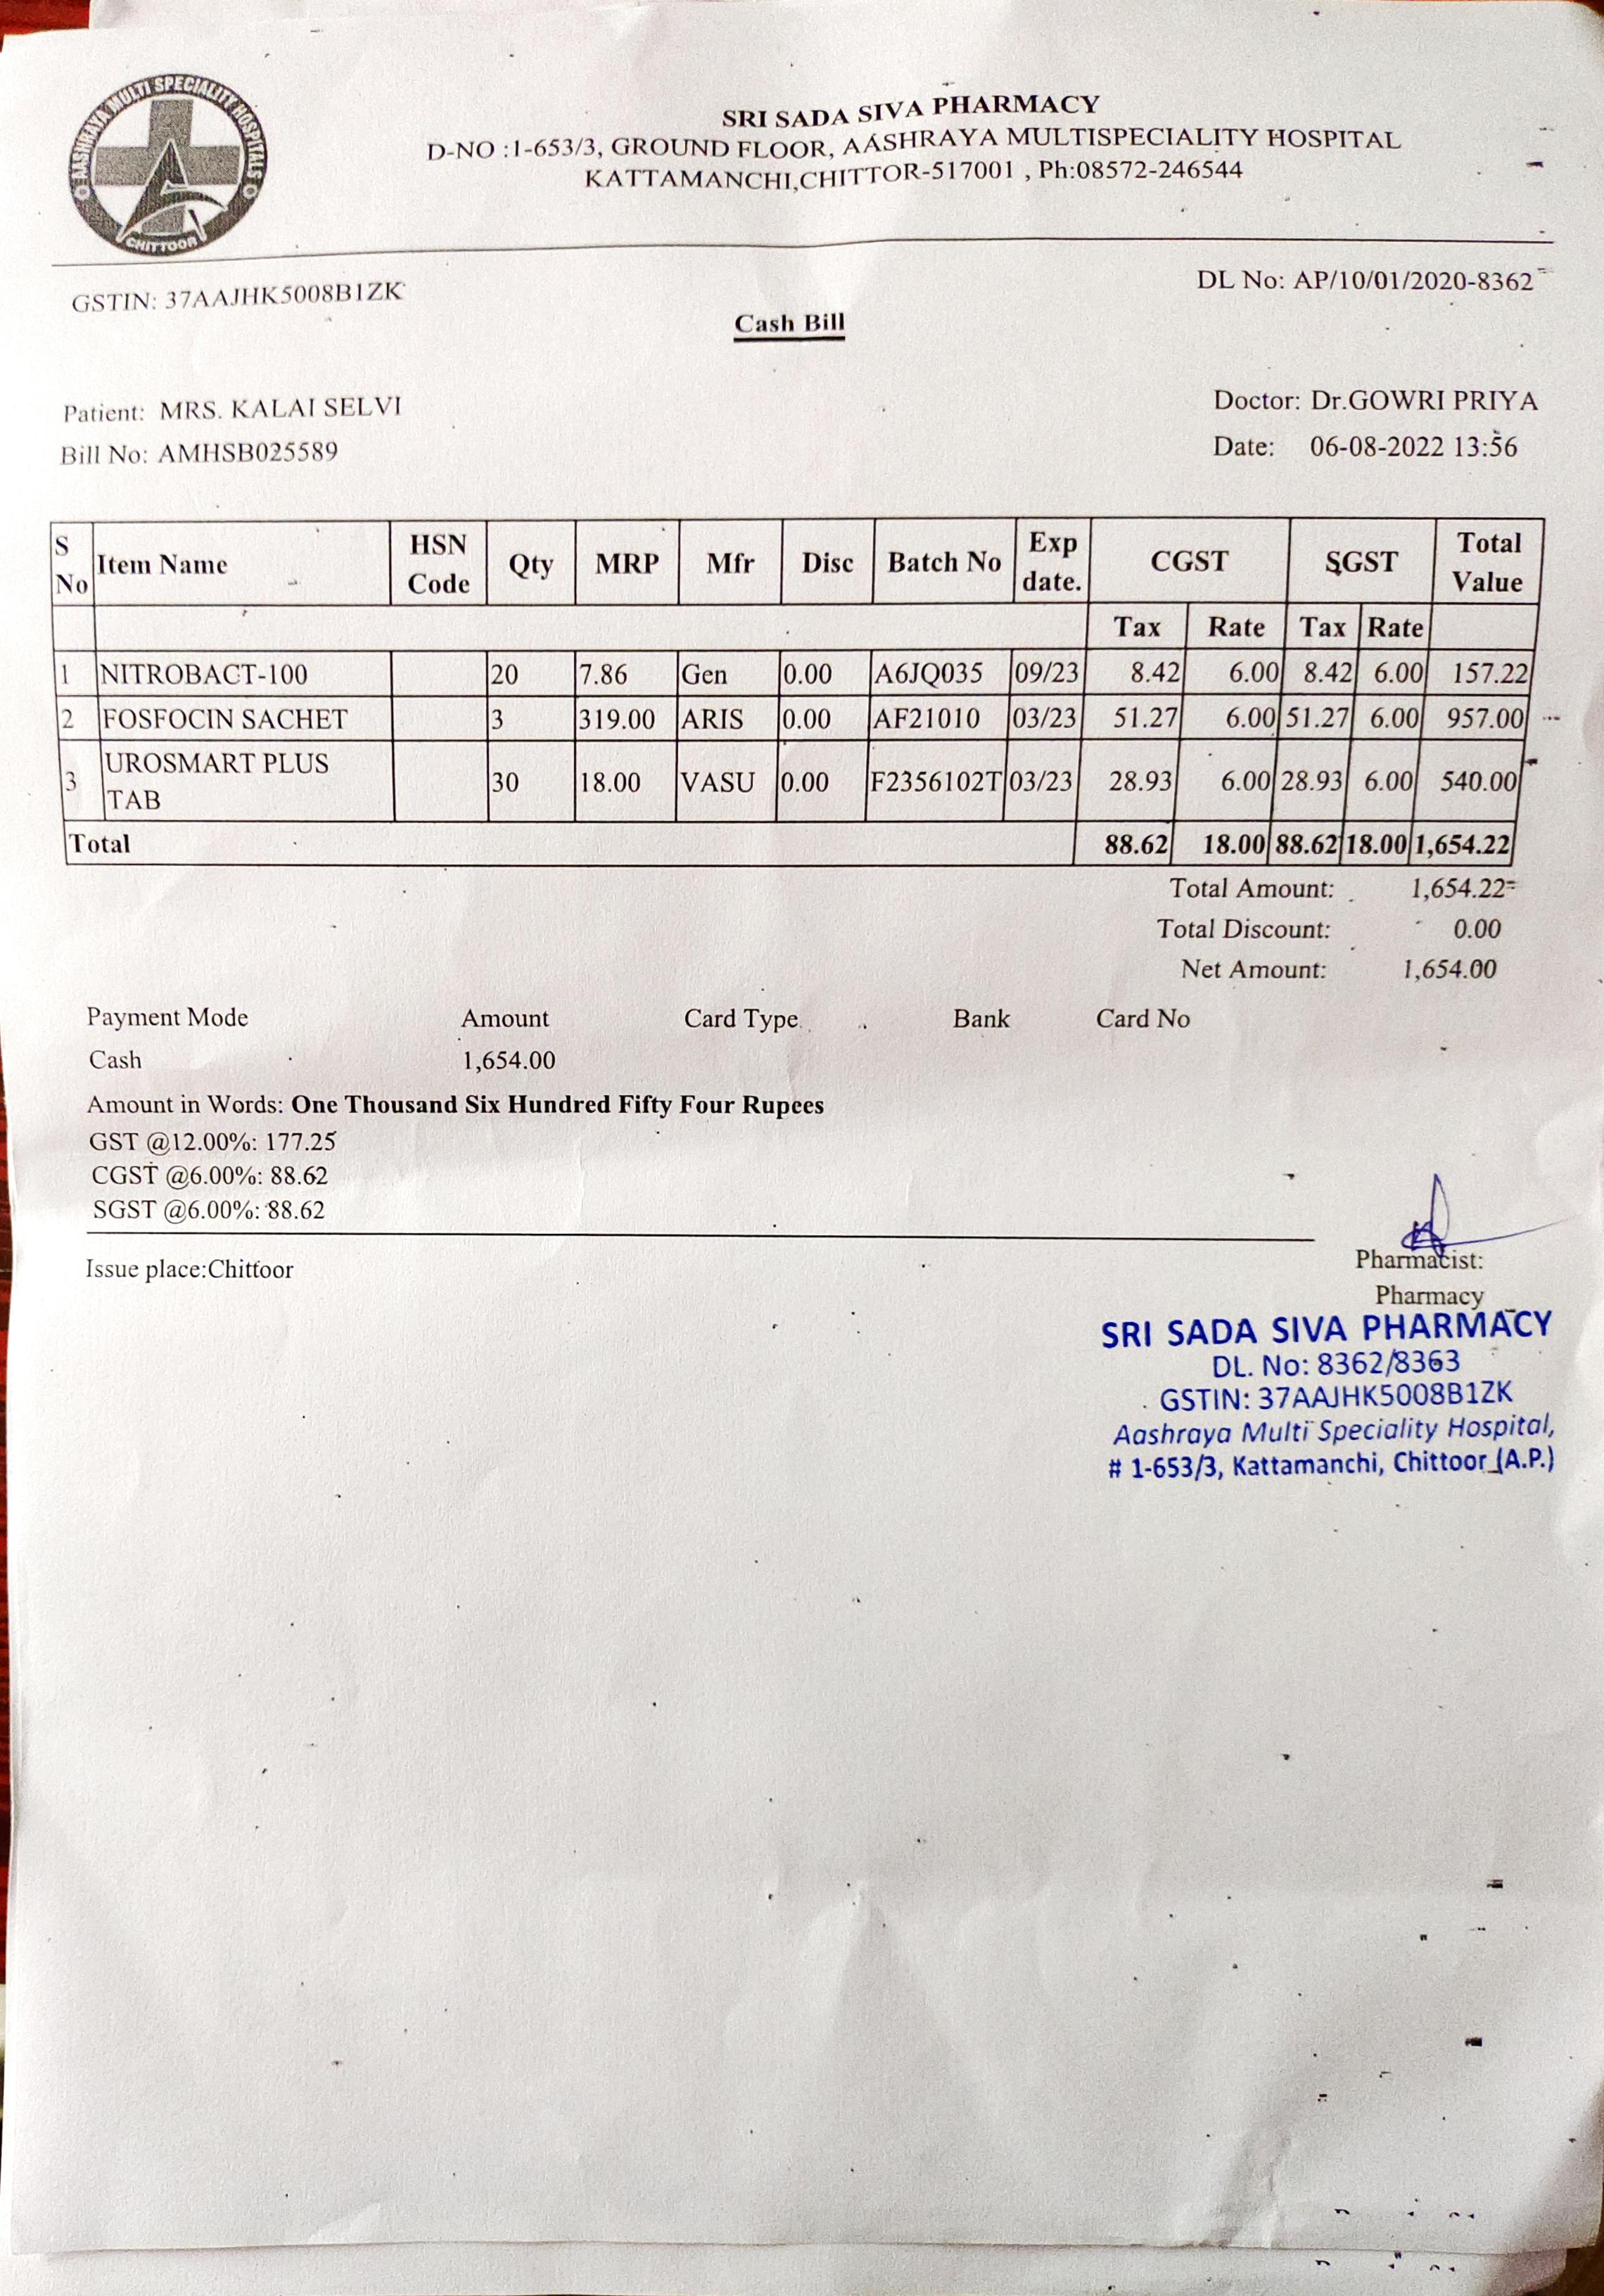 AASHRAYA MULTI SPECIALITY HOSPITALS
CHITTOOR
SRI SADA SIVA PHARMACY
D-NO :1-653/3, GROUND FLOOR, AASHRAYA MULTISPECIALITY HOSPITAL
KATTAMANCHI,CHITTOR-517001 , Ph:08572-246544
GSTIN: 37AAJHK5008B1ZK
DL No: AP/10/01/2020-8362
Cash Bill
Patient: MRS. KALAI SELVI
Doctor: Dr.GOWRI PRIYA
Bill No: AMHSB025589
Date: 06-08-2022 13:56
S No Item Name HSN Code Qty MRP Mfr Disc Batch No Exp date. CGST SGST Total Value
Tax Rate Tax Rate
1 NITROBACT-100 20 7.86 Gen 0.00 A6JQ035 09/23 8.42 6.00 8.42 6.00 157.22
2 FOSFOCIN SACHET 3 319.00 ARIS 0.00 AF21010 03/23 51.27 6.00 51.27 6.00 957.00
3 UROSMART PLUS TAB 30 18.00 VASU 0.00 F2356102T 03/23 28.93 6.00 28.93 6.00 540.00
Total 88.62 18.00 88.62 18.00 1,654.22
Total Amount: 1,654.22
Total Discount: 0.00
Net Amount: 1,654.00
Payment Mode Amount Card Type Bank Card No
Cash 1,654.00
Amount in Words: One Thousand Six Hundred Fifty Four Rupees
GST @12.00%: 177.25
CGST @6.00%: 88.62
SGST @6.00%: 88.62
Issue place:Chittoor
Pharmacist:
Pharmacy
SRI SADA SIVA PHARMACY
DL. No: 8362/8363
GSTIN: 37AAJHK5008B1ZK
Aashraya Multi Speciality Hospital,
# 1-653/3, Kattamanchi, Chittoor (A.P.)